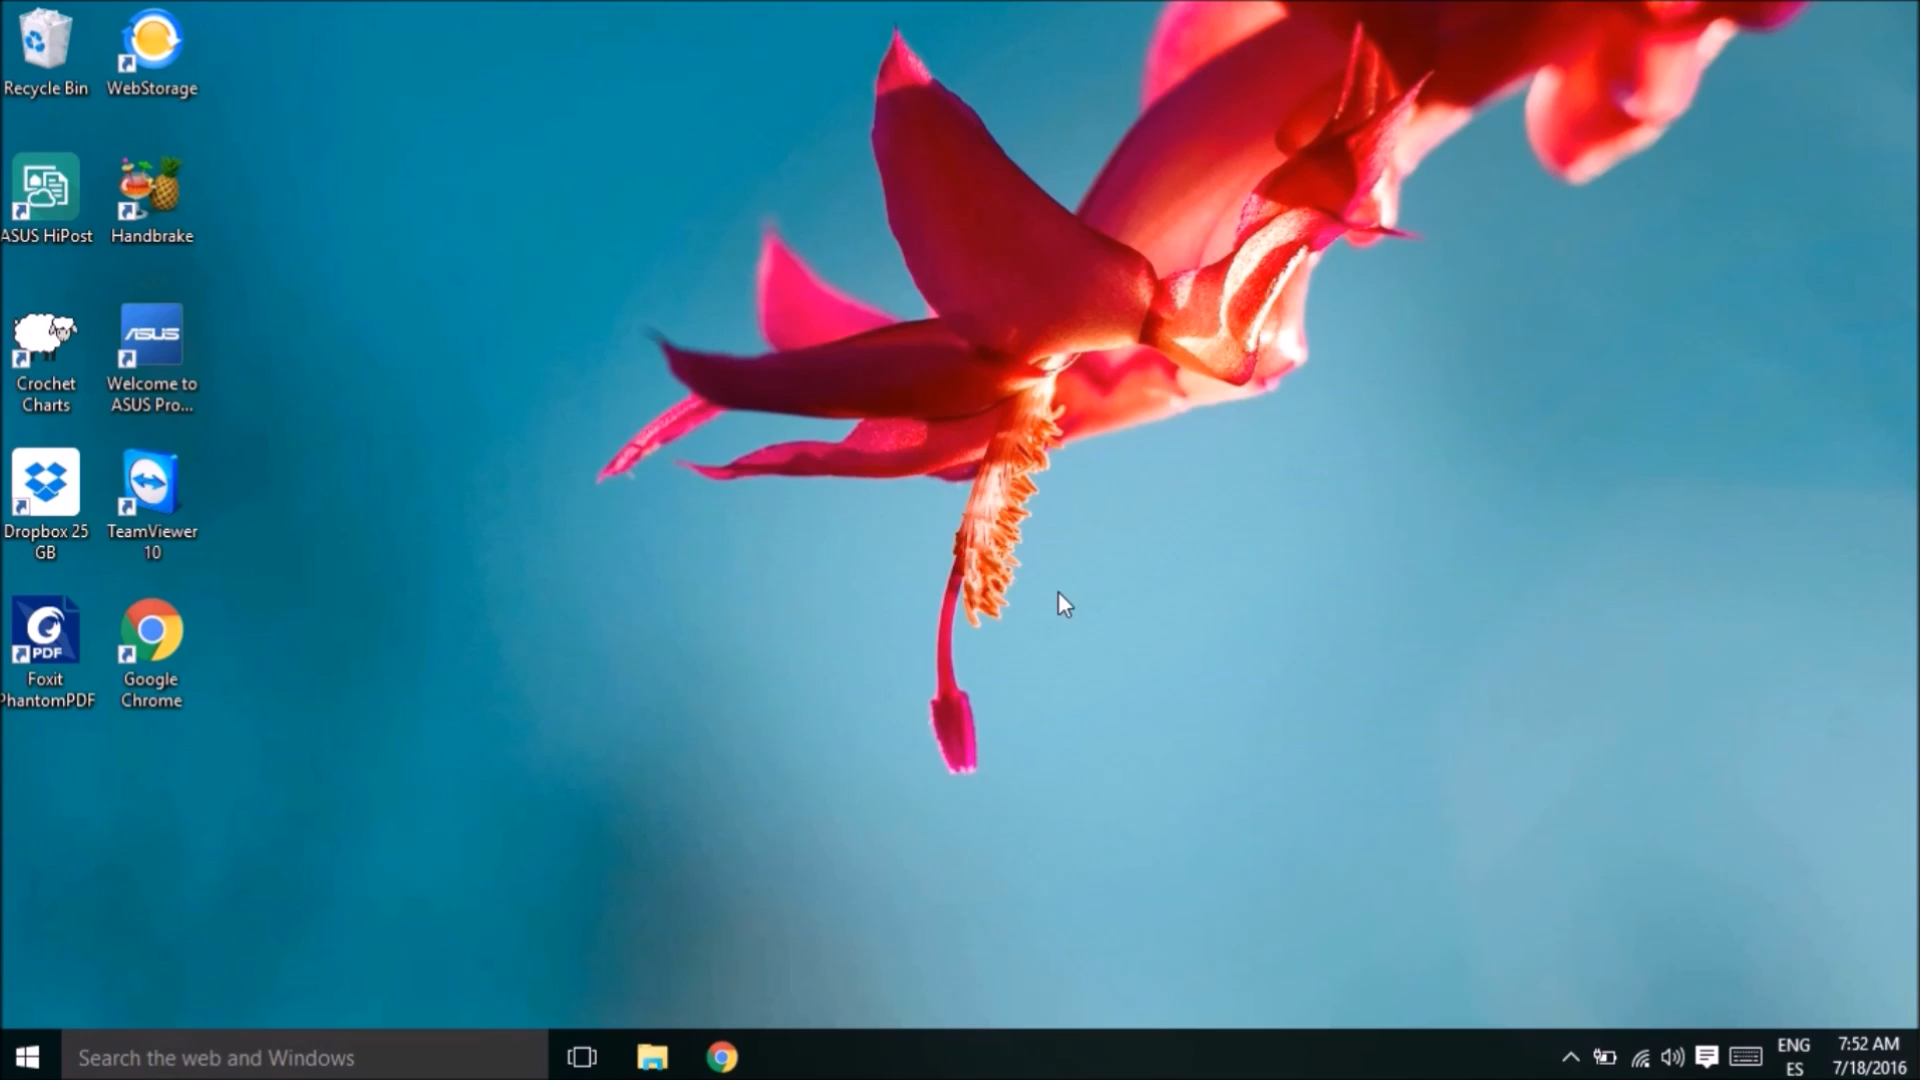 Recycle Bin
WebStorage
ASUS HiPost
Handbrake
Crochet
Charts
ASUS
Welcome to
ASUS Pro...
Dropbox 25
GB
TeamViewer
10
PDF
Foxit
PhantomPDF
Google
Chrome
Search the web and Windows
ENG
ES
7:52 AM
7/18/2016